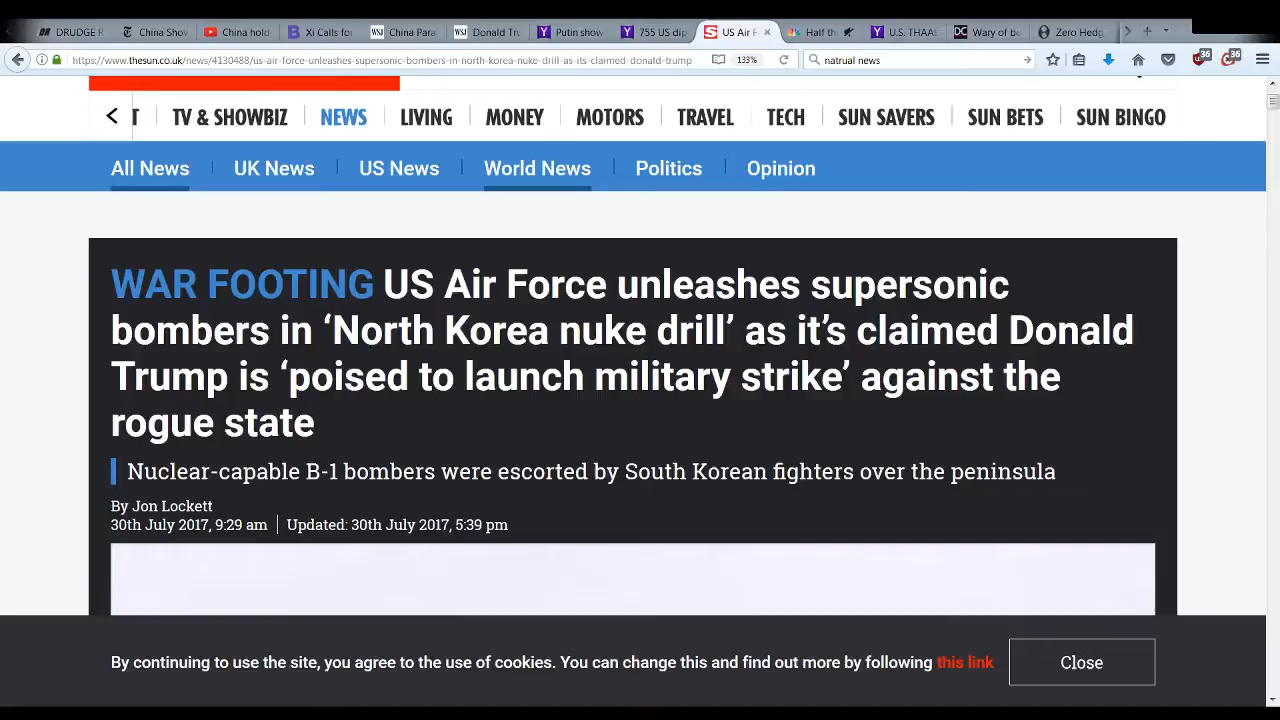 DRUDGE R
China Shov
China hold
Xi Calls fo
China Para
Donald Tr
Putin show
755 US dip
US Air F
Half th
U.S. THAA
Wary of b
Zero Hedg
https://www.thesun.co.uk/news/4130488/us-air-force-unleashes-supersonic-bombers-in-north-korea-nuke-drill-as-its-claimed-donald-trump
133%
natrual news
36
36
T
TV & SHOWBIZ
NEWS
LIVING
MONEY
MOTORS
TRAVEL
TECH
SUN SAVERS
SUN BETS
SUN BINGO
All News
UK News
US News
World News
Politics
Opinion
WAR FOOTING US Air Force unleashes supersonic
bombers in ‘North Korea nuke drill’ as it’s claimed Donald
Trump is ‘poised to launch military strike’ against the
rogue state
Nuclear-capable B-1 bombers were escorted by South Korean fighters over the peninsula
By Jon Lockett
30th July 2017, 9:29 am
Updated: 30th July 2017, 5:39 pm
By continuing to use the site, you agree to the use of cookies. You can change this and find out more by following this link
Close